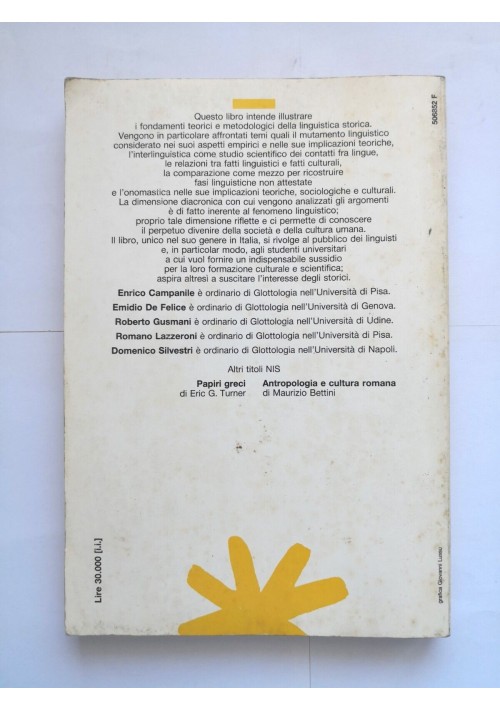 Questo libro intende illustrare
i fondamenti teorici e metodologici della linguistica storica.
Vengono in particolare affrontati temi quali il mutamento linguistico
considerato nei suoi aspetti empirici e nelle sue implicazioni teoriche,
l'interlinguistica come studio scientifico dei contatti fra lingue,
le relazioni tra fatti linguistici e fatti culturali,
la comparazione come mezzo per ricostruire
fasi linguistiche non attestate
e l'onomastica nelle sue implicazioni teoriche, sociologiche e culturali.
La dimensione diacronica con cui vengono analizzati gli argomenti
è di fatto inerente al fenomeno linguistico;
proprio tale dimensione riflette e ci permette di conoscere
il perpetuo divenire della società e della cultura umana.
Il libro, unico nel suo genere in Italia, si rivolge al pubblico dei linguisti
e, in particolar modo, agli studenti universitari
a cui vuol fornire un indispensabile sussidio
per la loro formazione culturale e scientifica;
aspira altresì a suscitare l'interesse degli storici.
Enrico Campanile è ordinario di Glottologia nell'Università di Pisa.
Emidio De Felice è ordinario di Glottologia nell'Università di Genova.
Roberto Gusmani è ordinario di Glottologia nell'Università di Udine.
Romano Lazzeroni è ordinario di Glottologia nell'Università di Pisa.
Domenico Silvestri è ordinario di Glottologia nell'Università di Napoli.
Altri titoli NIS
Papiri greci
di Eric G. Turner
Antropologia e cultura romana
di Maurizio Bettini
Lire 30.000 [i.i.]
506852 F
grafica Giovanni Lussu